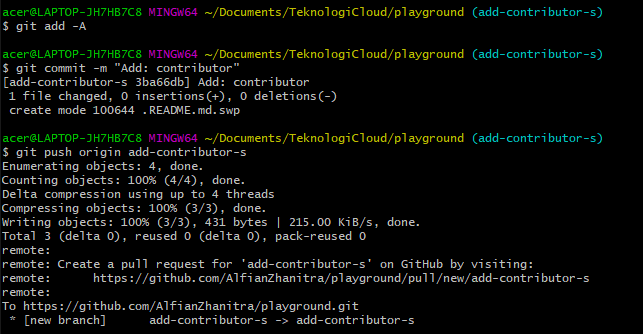 acer@LAPTOP-JH7HB7C8 MINGW64 ~/Documents/TeknologiCloud/playground (add-contributor-s)
$ git add -A
acer@LAPTOP-JH7HB7C8 MINGW64 ~/Documents/TeknologiCloud/playground (add-contributor-s)
$ git commit -m "Add: contributor"
[add-contributor-s 3ba66db] Add: contributor
1 file changed, 0 insertions(+), 0 deletions(-)
create mode 100644 .README.md.swp
acer@LAPTOP-JH7HB7C8 MINGW64 ~/Documents/TeknologiCloud/playground (add-contributor-s)
$ git push origin add-contributor-s
Enumerating objects: 4, done.
Counting objects: 100% (4/4), done.
Delta compression using up to 4 threads
Compressing objects: 100% (3/3), done.
Writing objects: 100% (3/3), 431 bytes | 215.00 KiB/s, done.
Total 3 (delta 0), reused 0 (delta 0), pack-reused 0
remote:
remote: Create a pull request for 'add-contributor-s' on GitHub by visiting:
remote:      https://github.com/AlfianZhanitra/playground/pull/new/add-contributor-s
remote:
To https://github.com/AlfianZhanitra/playground.git
* [new branch]      add-contributor-s -> add-contributor-s